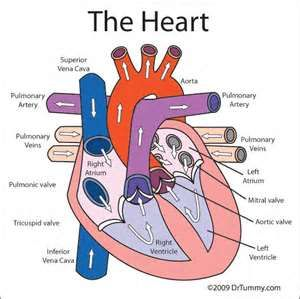 The Heart
Superior
Vena Cava
Aorta
Pulmonary
Artery
Pulmonary
Artery
Pulmonary
Veins
Pulmonary
Veins
Right
Atrium
Left
Atrium
Pulmonic valve
Mitral valve
Tricuspid valve
Aortic valve
Right
Ventricle
Left
Ventricle
Inferior
Vena Cava
©2009 DrTummy.com